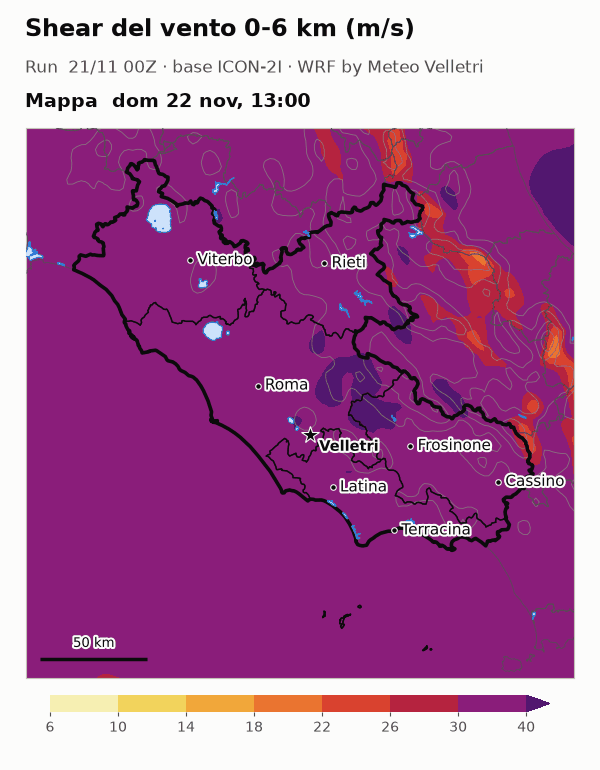 Shear del vento 0-6 km (m/s)
Run  21/11 00Z · base ICON-2I · WRF by Meteo Velletri
Mappa  dom 22 nov, 13:00
Viterbo
Rieti
Roma
Velletri
Frosinone
Cassino
Latina
Terracina
50 km
6 10 14 18 22 26 30 40